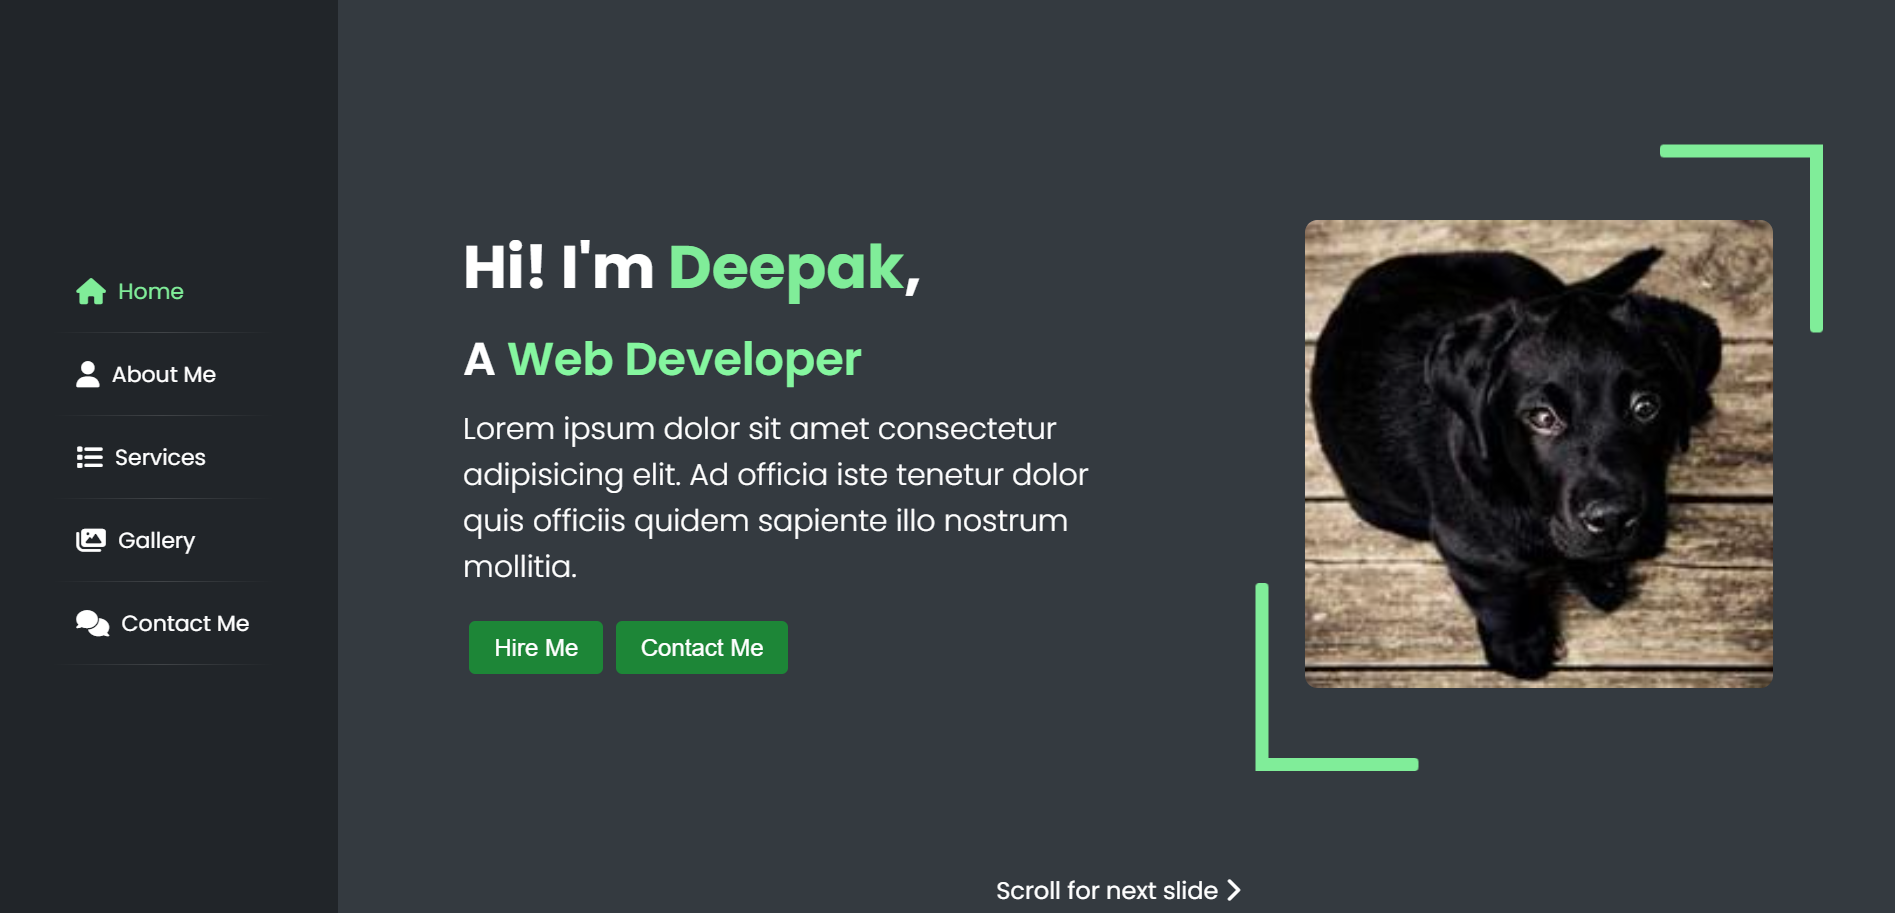 Home
About Me
Services
Gallery
Contact Me
Hi! I'm Deepak,
A Web Developer
Lorem ipsum dolor sit amet consectetur
adipisicing elit. Ad officia iste tenetur dolor
quis officiis quidem sapiente illo nostrum
mollitia.
Hire Me
Contact Me
Scroll for next slide